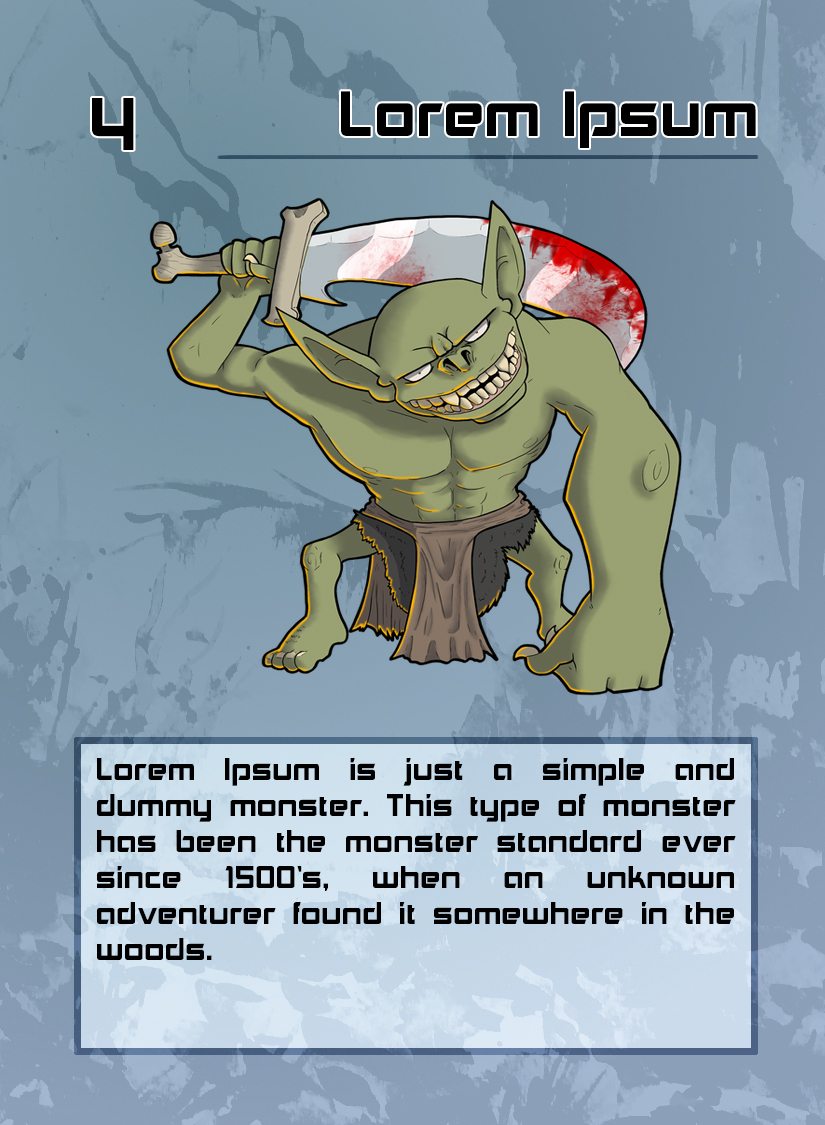 4
Lorem Ipsum
Lorem Ipsum is just a simple and
dummy monster. This type of monster
has been the monster standard ever
since 1500's, when an unknown
adventurer found it somewhere in the
woods.